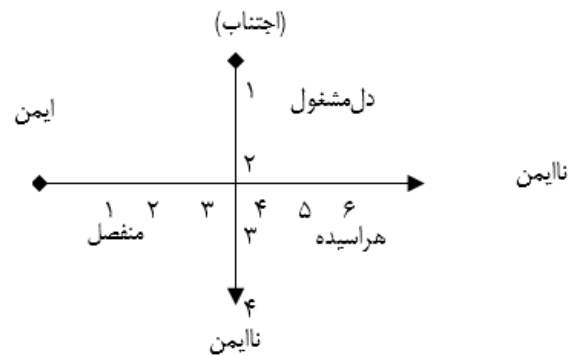 (اجتناب)
۱
دل‌مشغول
ایمن
۲
ناایمن
۱ ۲ ۳ ۴ ۵ ۶
منفصل
۳
هراسیده
۴
ناایمن